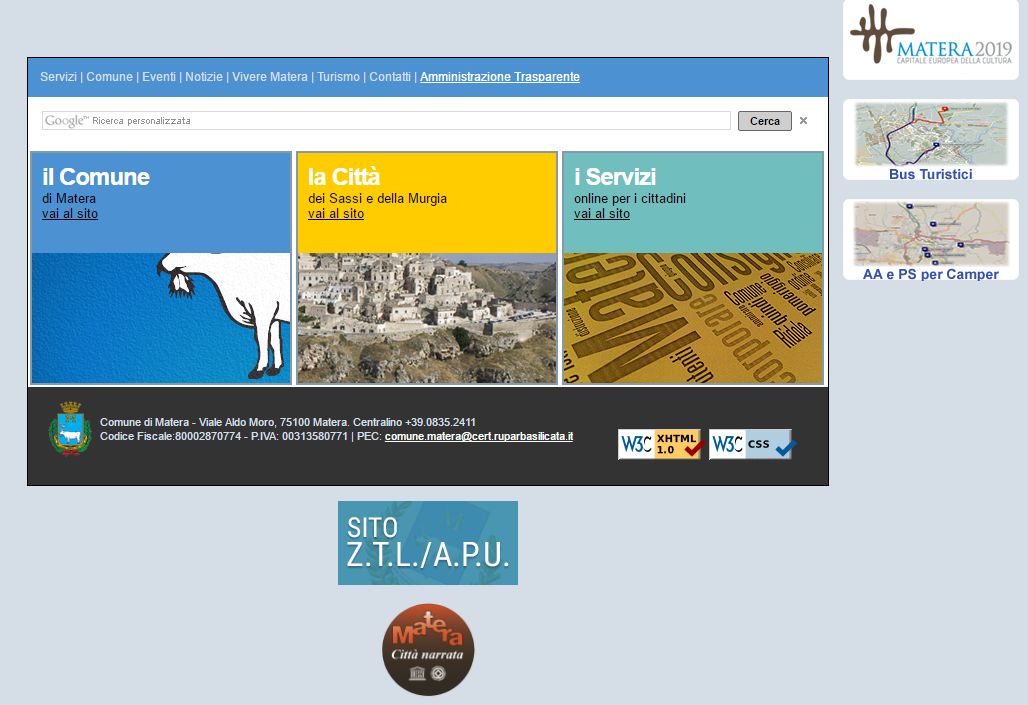 MATERA2019
CAPITALE EUROPEA DELLA CULTURA
Servizi | Comune | Eventi | Notizie | Vivere Matera | Turismo | Contatti | Amministrazione Trasparente
Google™ Ricerca personalizzata
Cerca
×
Bus Turistici
AA e PS per Camper
il Comune
di Matera
vai al sito
la Città
dei Sassi e della Murgia
vai al sito
i Servizi
online per i cittadini
vai al sito
Comune di Matera - Viale Aldo Moro, 75100 Matera. Centralino +39.0835.2411
Codice Fiscale:80002870774 - P.IVA: 00313580771 | PEC: comune.matera@cert.ruparbasilicata.it
W3C XHTML 1.0
W3C CSS
SITO
Z.T.L./A.P.U.
Matera
Città narrata